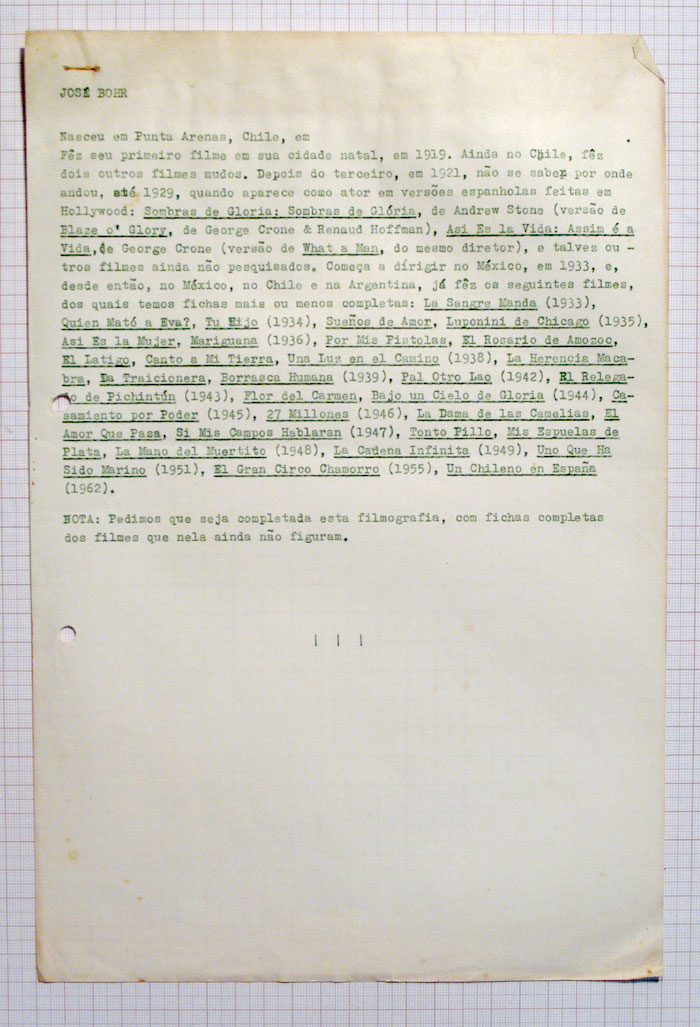 JOSÉ BOHR
Nasceu em Punta Arenas, Chile, em .
Fêz seu primeiro filme em sua cidade natal, em 1919. Ainda no Chile, fêz
dois outros filmes mudos. Depois do terceiro, em 1921, não se saber por onde
andou, até 1929, quando aparece como ator em versões espanholas feitas em
Hollywood: Sombras de Gloria: Sombras de Glória, de Andrew Stone (versão de
Blaze o' Glory, de George Crone & Renaud Hoffman), Asi Es la Vida: Assim é a
Vida, de George Crone (versão de What a Man, do mesmo diretor), e talvez ou -
tros filmes ainda não pesquisados. Começa a dirigir no México, em 1933, e,
desde então, no México, no Chile e na Argentina, já fêz os seguintes filmes,
dos quais temos fichas mais ou menos completas: La Sangre Manda (1933),
Quien Mató a Eva?, Tu Hijo (1934), Sueños de Amor, Luponini de Chicago (1935),
Asi Es la Mujer, Mariguana (1936), Por Mis Pistolas, El Rosario de Amozoc,
El Latigo, Canto a Mi Tierra, Una Luz en el Camino (1938), La Herencia Maca-
bra, Da Traicionera, Borrasca Humana (1939), Pal Otro Lao (1942), El Relega-
do de Pichintún (1943), Flor del Carmen, Bajo un Cielo de Gloria (1944), Ca-
samiento por Poder (1945), 27 Millones (1946), La Dama de las Camelias, El
Amor Que Pasa, Si Mis Campos Hablaran (1947), Tonto Pillo, Mis Espuelas de
Plata, La Mano del Muertito (1948), La Cadena Infinita (1949), Uno Que Ha
Sido Marino (1951), El Gran Circo Chamorro (1955), Un Chileno en España
(1962).
NOTA: Pedimos que seja completada esta filmografia, com fichas completas
dos filmes que nela ainda não figuram.
| | |